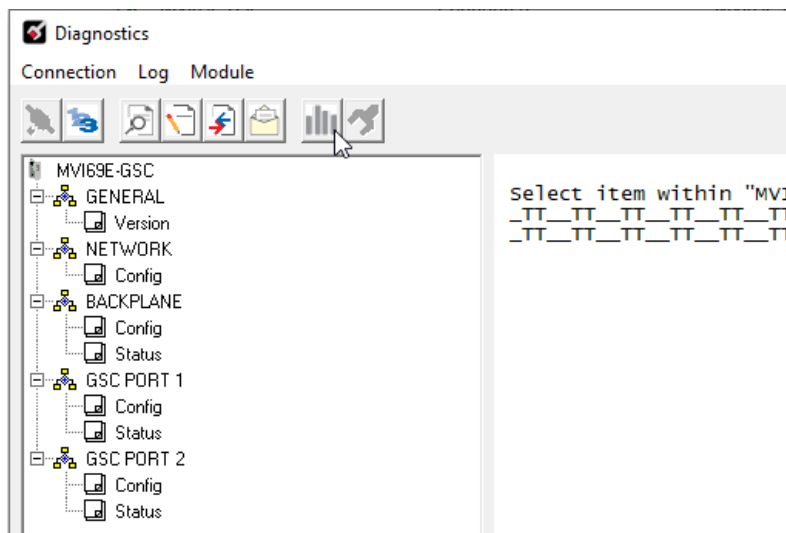 Diagnostics
Connection Log Module
MVI69E-GSC
GENERAL
Version
NETWORK
Config
BACKPLANE
Config
Status
GSC PORT 1
Config
Status
GSC PORT 2
Config
Status
Select item within "MVI
_TT__TT__TT__TT__TT__TT
_TT__TT__TT__TT__TT__TT